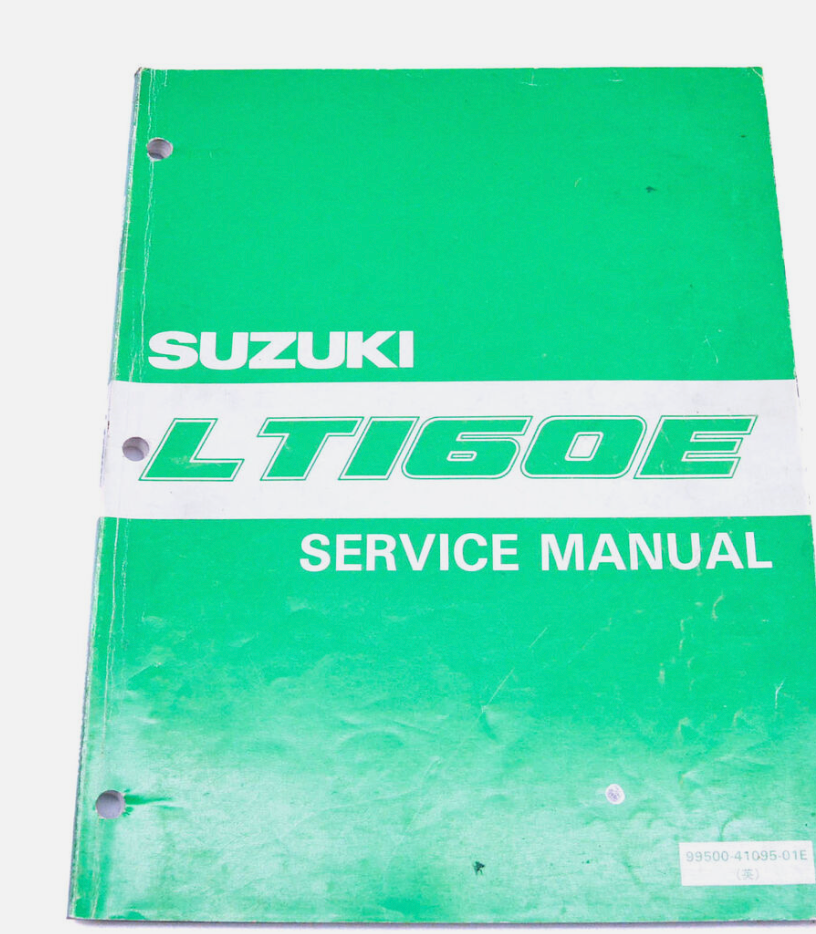 SUZUKI
LT160E
SERVICE MANUAL
99500-41095-01E
(英)